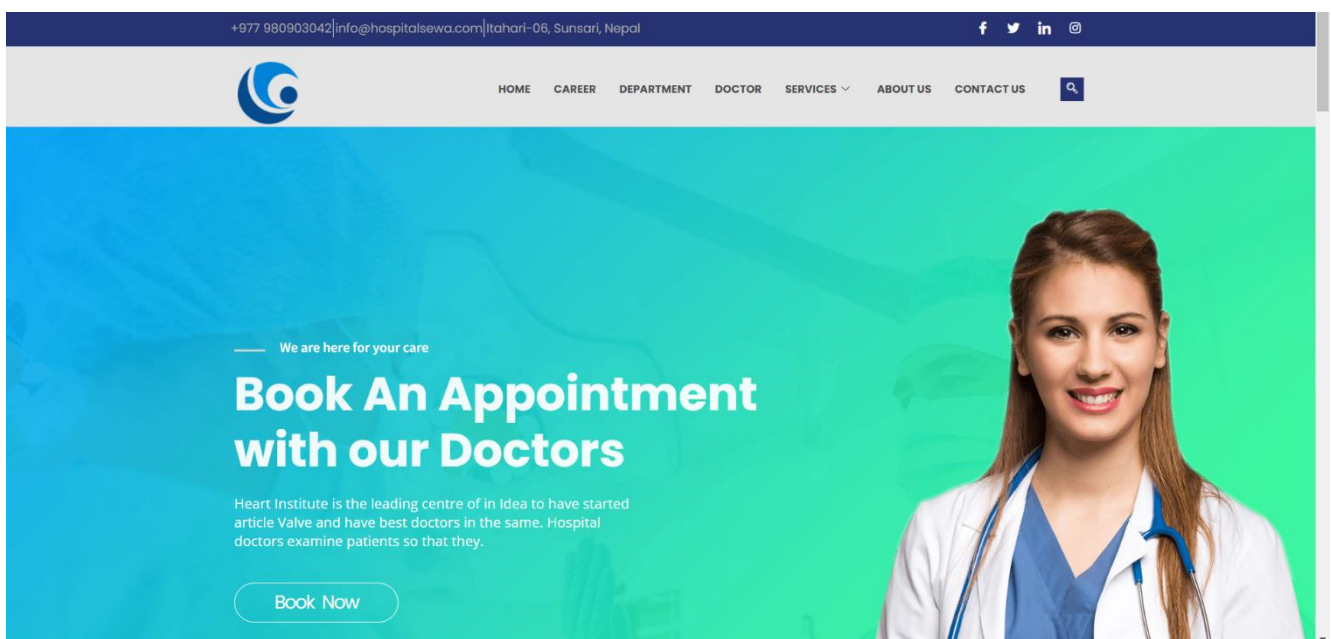 +977 980903042|info@hospitalsewa.com|Itahari-06, Sunsari, Nepal
HOME CAREER DEPARTMENT DOCTOR SERVICES ABOUT US CONTACT US
We are here for your care
Book An Appointment
with our Doctors
Heart Institute is the leading centre of in Idea to have started
article Valve and have best doctors in the same. Hospital
doctors examine patients so that they.
Book Now